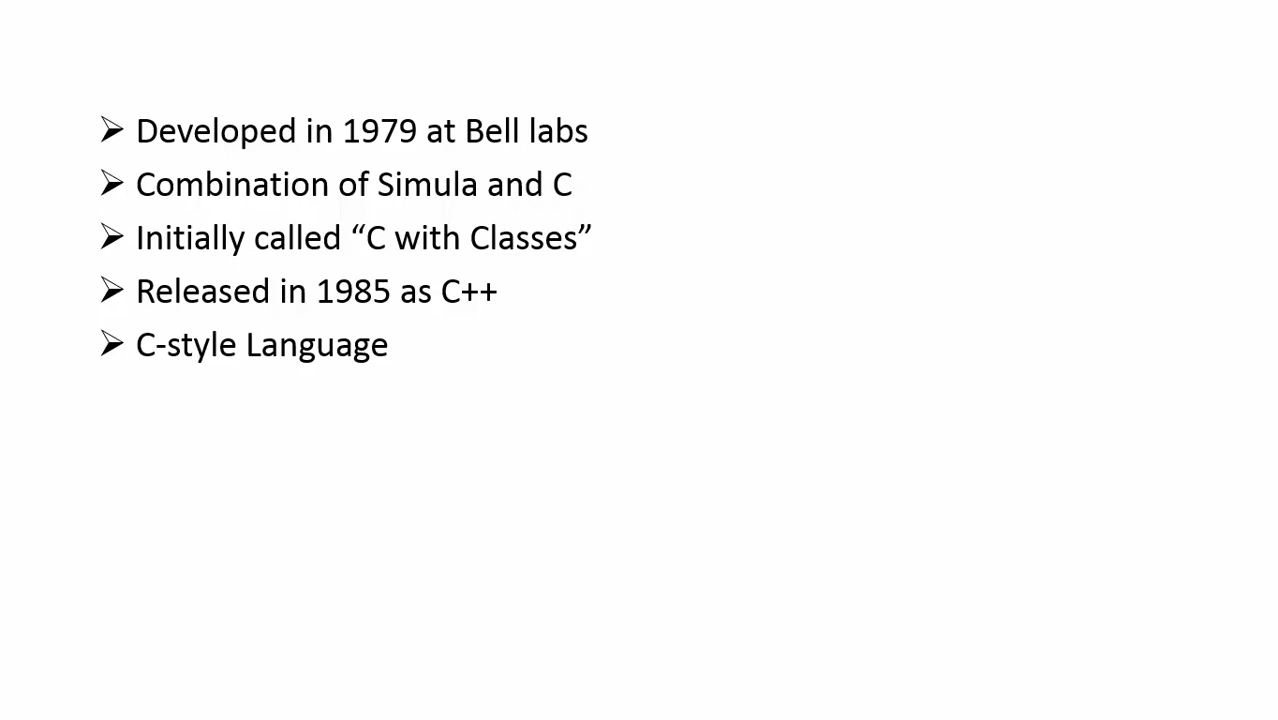 ➢ Developed in 1979 at Bell labs
➢ Combination of Simula and C
➢ Initially called “C with Classes”
➢ Released in 1985 as C++
➢ C-style Language